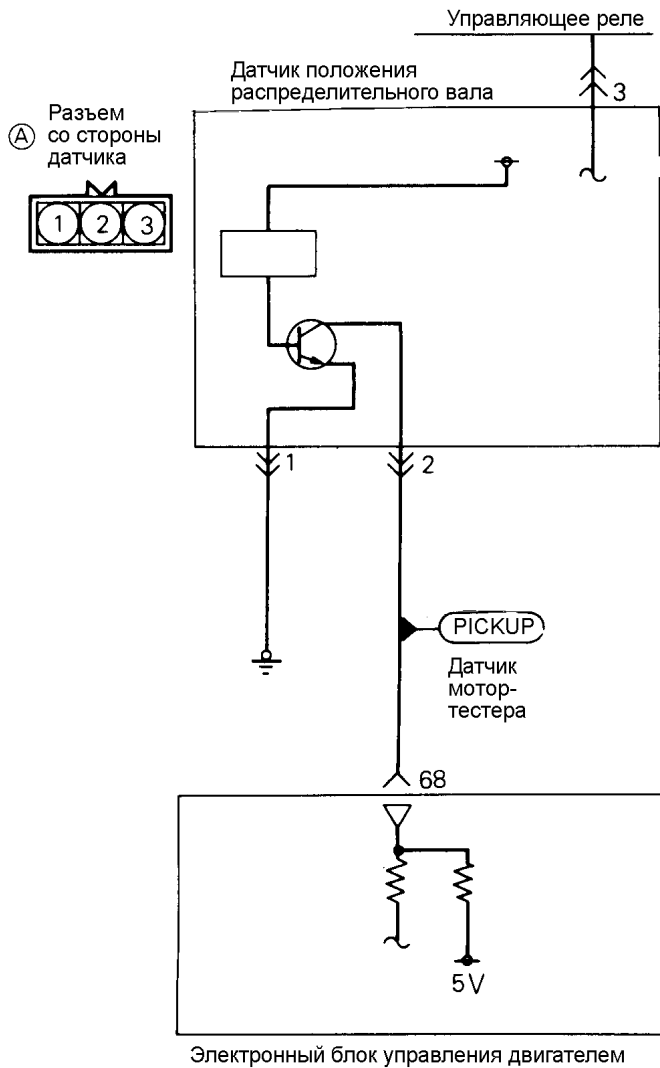 Управляющее реле
3
Датчик положения
распределительного вала
Разъем
со стороны
датчика
A
1 2 3
1
2
PICKUP
Датчик
мотор-
тестера
68
5V
Электронный блок управления двигателем